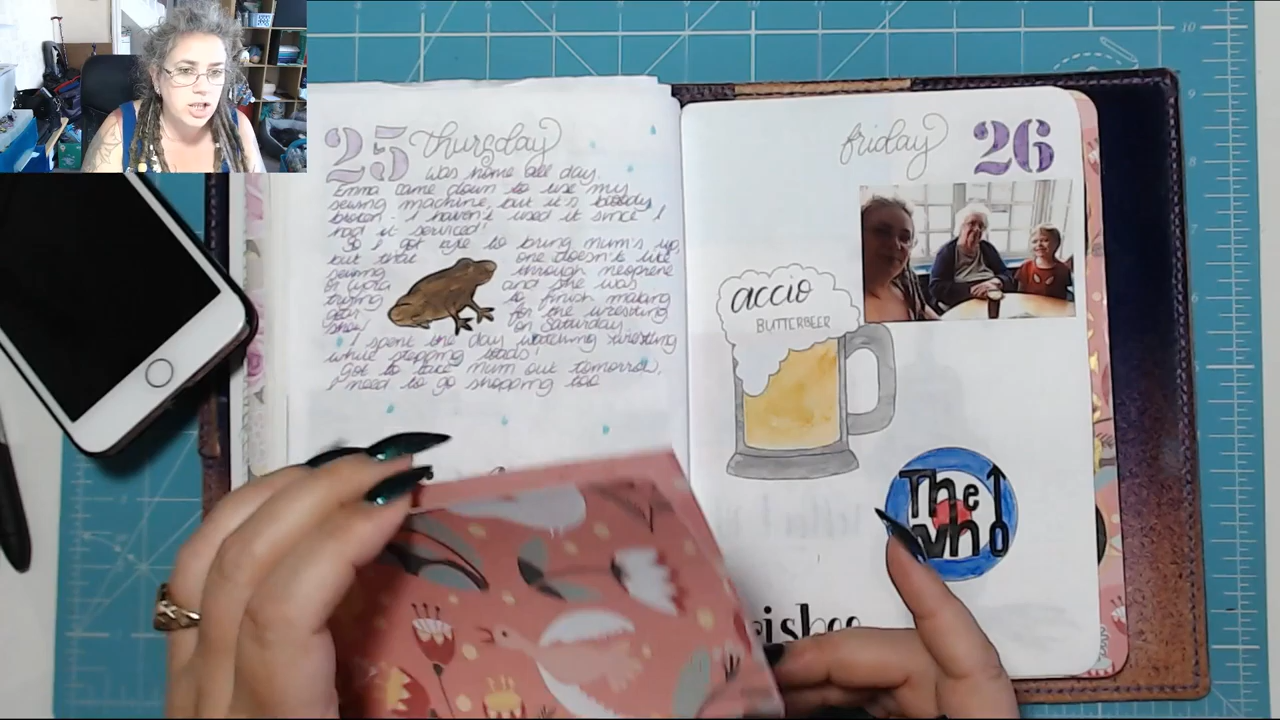 25 thursday
was home all day.
Emma came down to use my
sewing machine, but it's bloody
broken - I haven't used it since I
had it serviced!
So I got kyle to bring mum's up,
but that one doesn't like
sewing through neoprene
or lycra and she was
trying to finish making
gear for the wrestling
show! on Saturday.
I spent the day watching wrestling
while stepping
Got to take mum out tomorrow,
I need to go shopping too
friday 26
accio
BUTTERBEER
The
Who
10
9
8